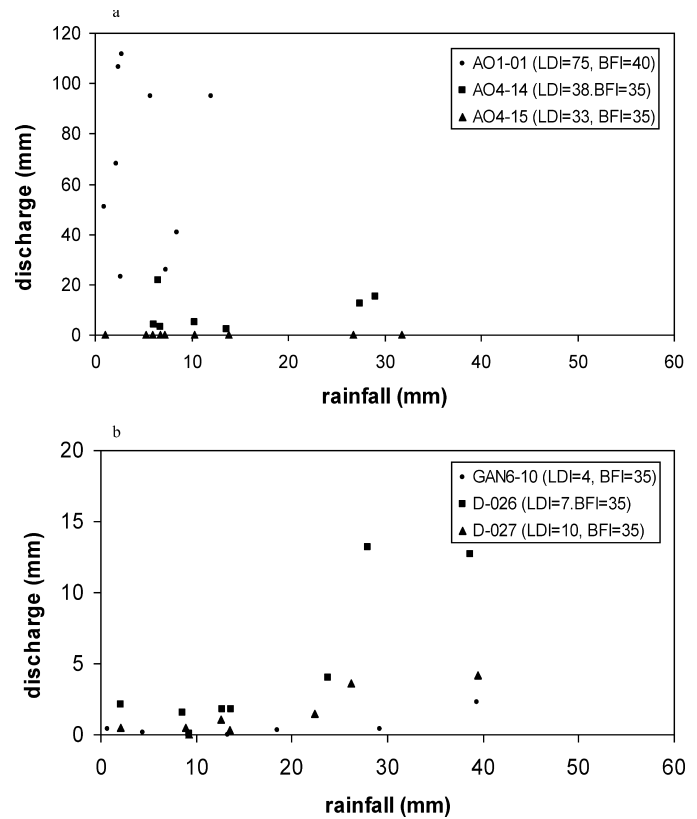 a
120
100
80
60
40
20
0
discharge (mm)
AO1-01 (LDI=75, BFI=40)
AO4-14 (LDI=38.BFI=35)
AO4-15 (LDI=33, BFI=35)
0 10 20 30 40 50 60
rainfall (mm)
b
20
15
10
5
0
discharge (mm)
GAN6-10 (LDI=4, BFI=35)
D-026 (LDI=7.BFI=35)
D-027 (LDI=10, BFI=35)
0 10 20 30 40 50 60
rainfall (mm)